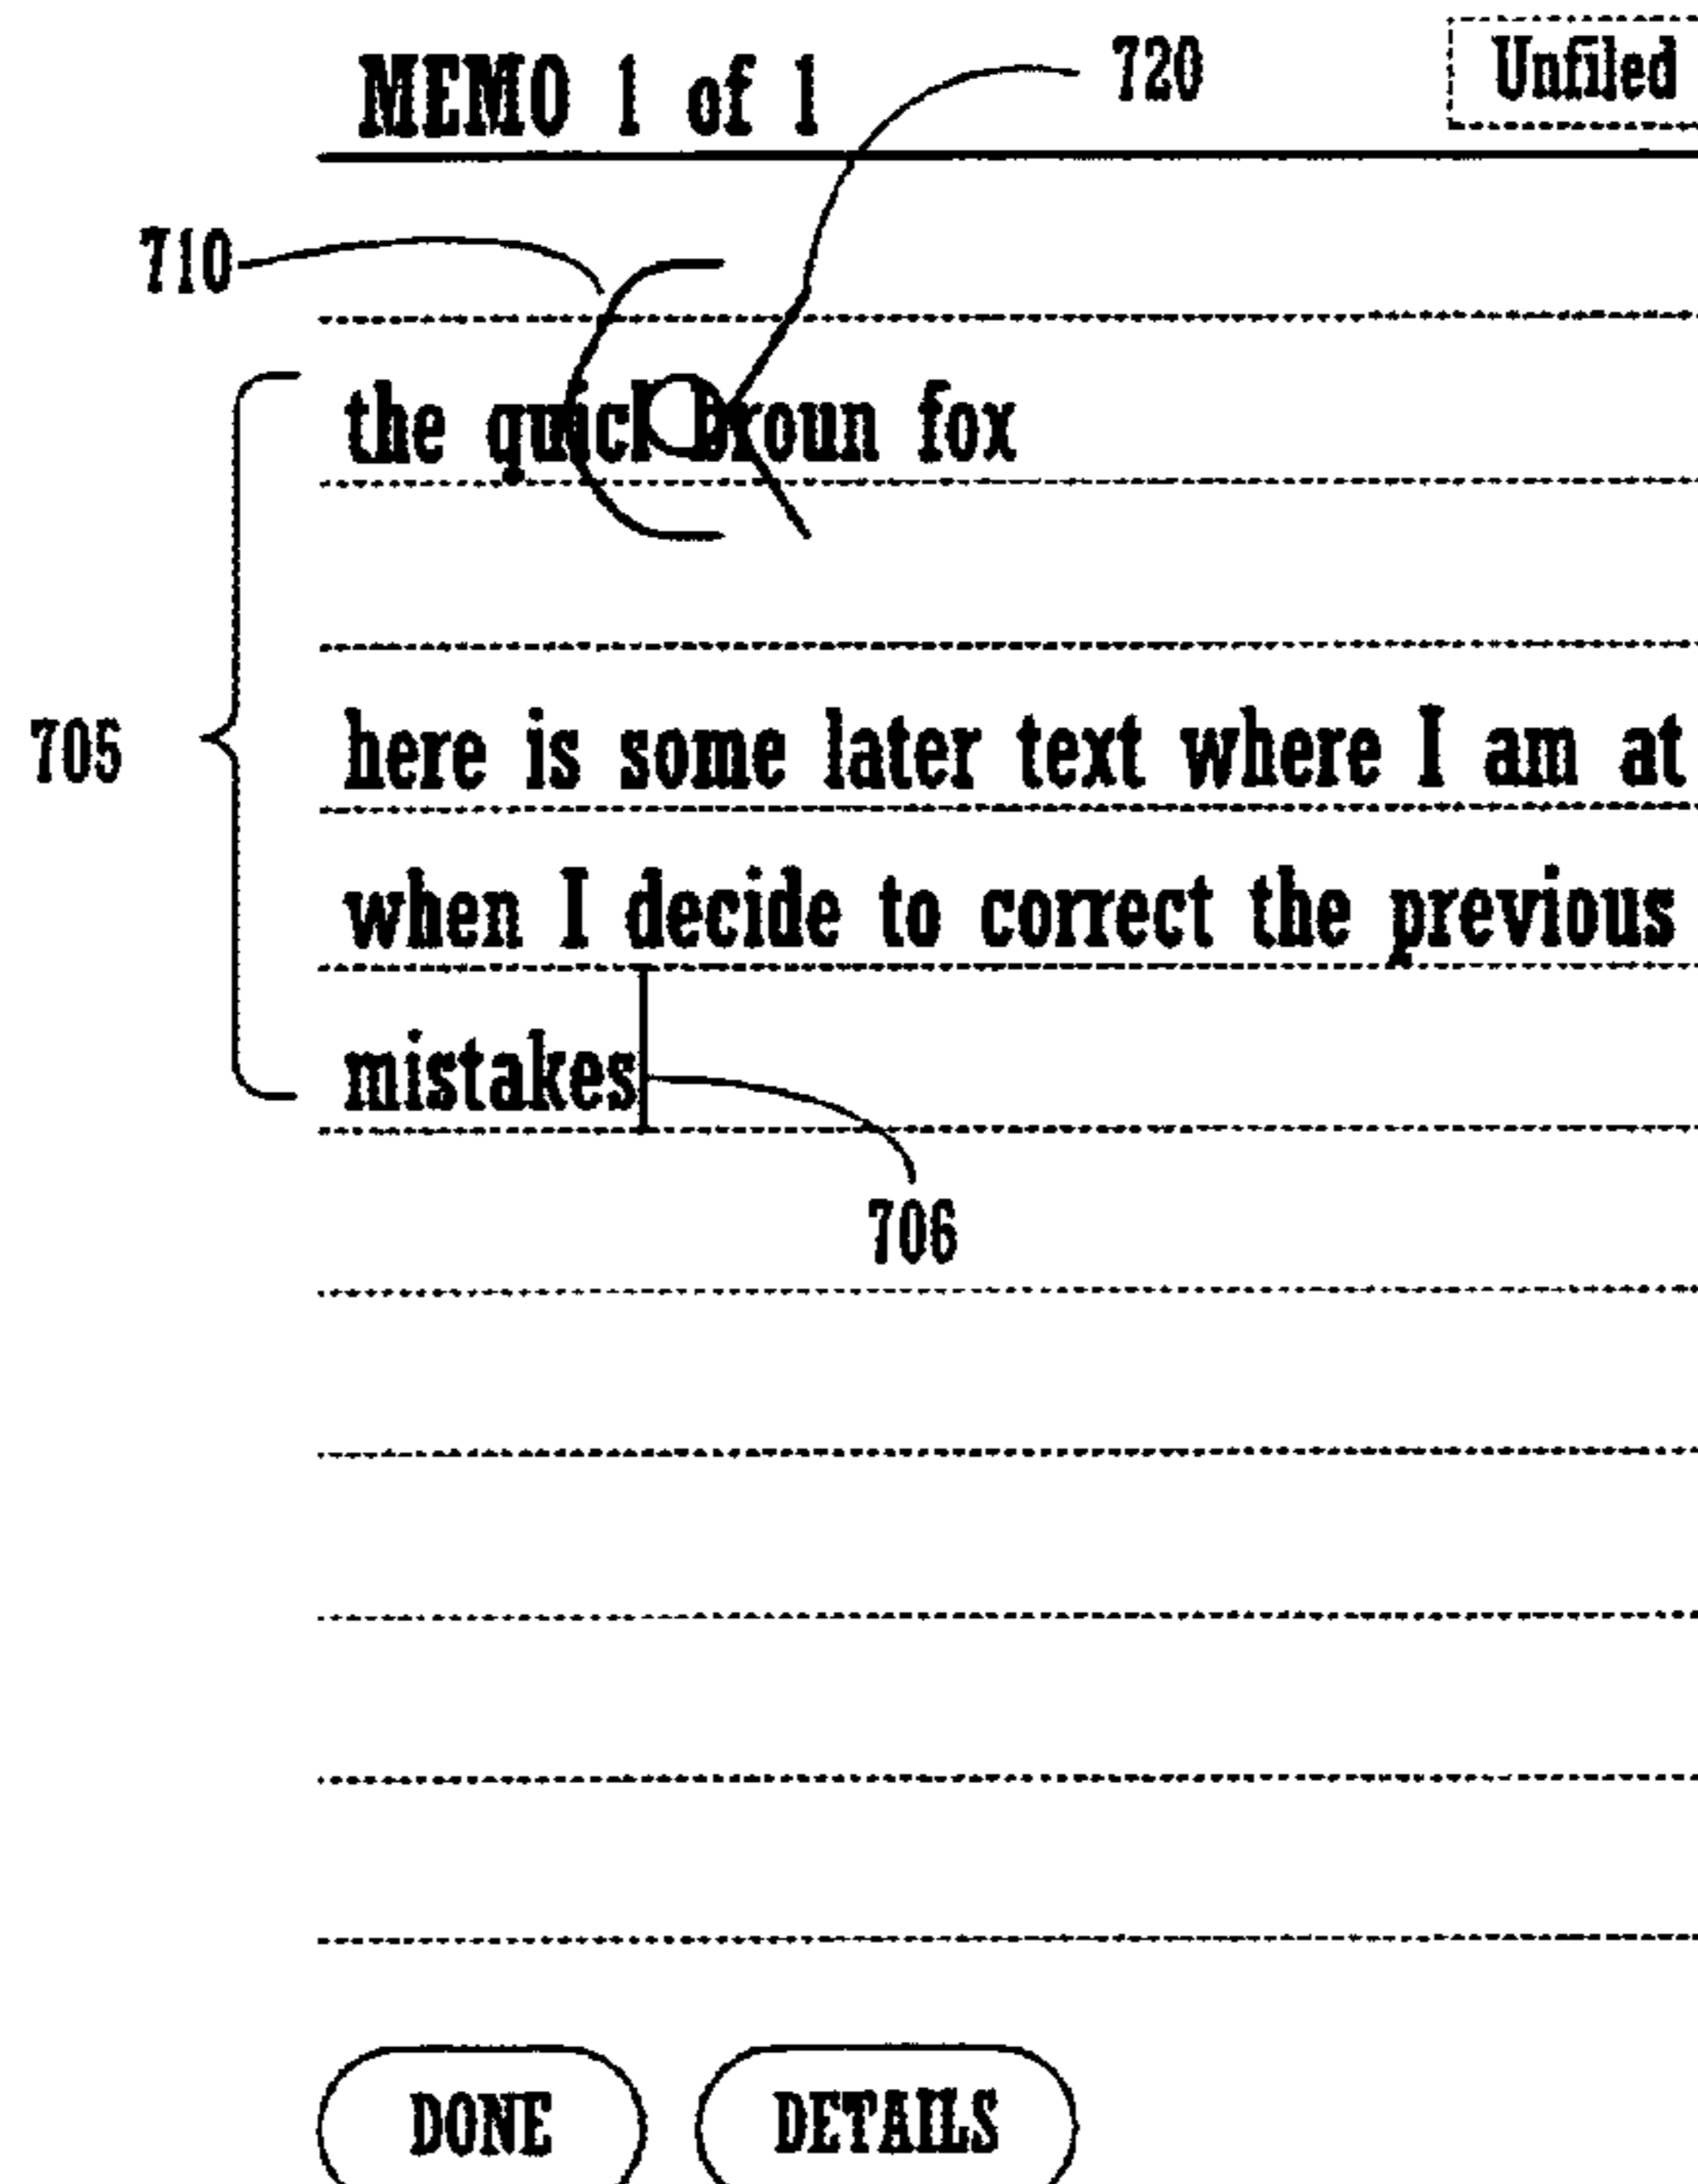 MEMO 1 of 1
720
Unfiled
710
the quick broun fox
705
here is some later text where I am at
when I decide to correct the previous
mistakes
706
DONE
DETAILS